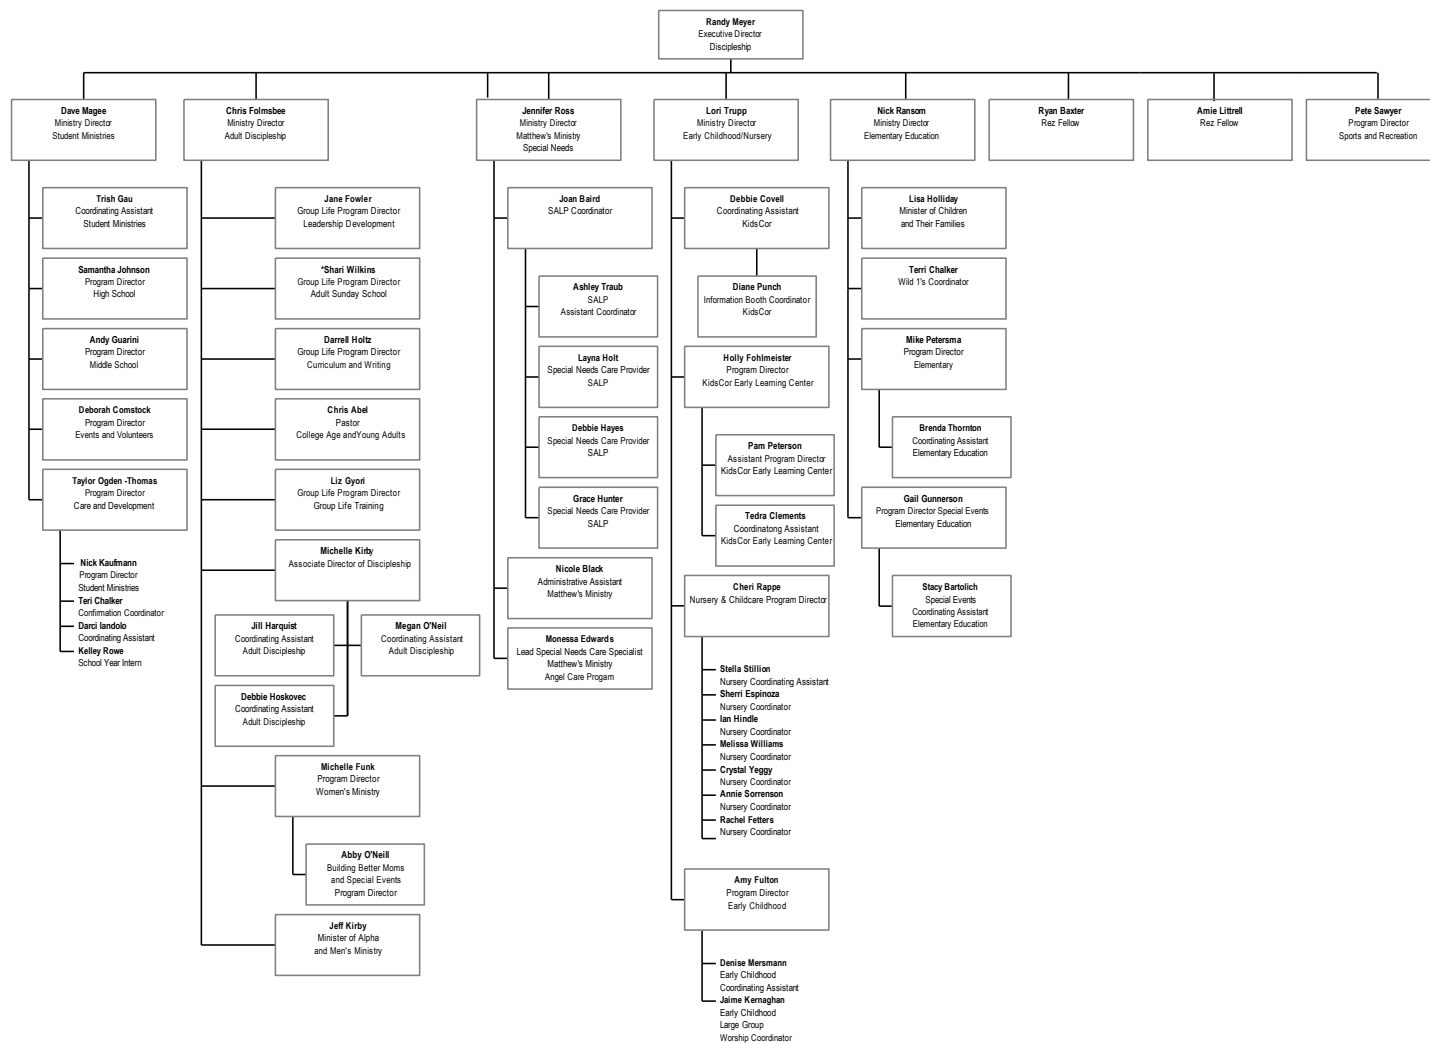 Randy Meyer
Executive Director
Discipleship
Dave Magee
Ministry Director
Student Ministries
Chris Folmsbee
Ministry Director
Adult Discipleship
Jennifer Ross
Ministry Director
Matthew's Ministry
Special Needs
Lori Trupp
Ministry Director
Early Childhood/Nursery
Nick Ransom
Ministry Director
Elementary Education
Ryan Baxter
Rez Fellow
Amie Littrell
Rez Fellow
Pete Sawyer
Program Director
Sports and Recreation
Trish Gau
Coordinating Assistant
Student Ministries
Samantha Johnson
Program Director
High School
Andy Guarini
Program Director
Middle School
Deborah Comstock
Program Director
Events and Volunteers
Taylor Ogden -Thomas
Program Director
Care and Development
Nick Kaufmann
Program Director
Student Ministries
Teri Chalker
Confirmation Coordinator
Darci Iandolo
Coordinating Assistant
Kelley Rowe
School Year Intern
Jane Fowler
Group Life Program Director
Leadership Development
*Shari Wilkins
Group Life Program Director
Adult Sunday School
Darrell Holtz
Group Life Program Director
Curriculum and Writing
Chris Abel
Pastor
College Age andYoung Adults
Liz Gyori
Group Life Program Director
Group Life Training
Michelle Kirby
Associate Director of Discipleship
Jill Harquist
Coordinating Assistant
Adult Discipleship
Megan O'Neil
Coordinating Assistant
Adult Discipleship
Debbie Hoskovec
Coordinating Assistant
Adult Discipleship
Michelle Funk
Program Director
Women's Ministry
Abby O'Neill
Building Better Moms
and Special Events
Program Director
Jeff Kirby
Minister of Alpha
and Men's Ministry
Joan Baird
SALP Coordinator
Ashley Traub
SALP
Assistant Coordinator
Layna Holt
Special Needs Care Provider
SALP
Debbie Hayes
Special Needs Care Provider
SALP
Grace Hunter
Special Needs Care Provider
SALP
Nicole Black
Administrative Assistant
Matthew's Ministry
Monessa Edwards
Lead Special Needs Care Specialist
Matthew's Ministry
Angel Care Progam
Debbie Covell
Coordinating Assistant
KidsCor
Diane Punch
Information Booth Coordinator
KidsCor
Holly Fohlmeister
Program Director
KidsCor Early Learning Center
Pam Peterson
Assistant Program Director
KidsCor Early Learning Center
Tedra Clements
Coordinatong Assistant
KidsCor Early Learning Center
Cheri Rappe
Nursery & Childcare Program Director
Stella Stillion
Nursery Coordinating Assistant
Sherri Espinoza
Nursery Coordinator
Ian Hindle
Nursery Coordinator
Melissa Williams
Nursery Coordinator
Crystal Yeggy
Nursery Coordinator
Annie Sorrenson
Nursery Coordinator
Rachel Fetters
Nursery Coordinator
Amy Fulton
Program Director
Early Childhood
Denise Mersmann
Early Childhood
Coordinating Assistant
Jaime Kernaghan
Early Childhood
Large Group
Worship Coordinator
Lisa Holliday
Minister of Children
and Their Families
Terri Chalker
Wild 1's Coordinator
Mike Petersma
Program Director
Elementary
Brenda Thornton
Coordinating Assistant
Elementary Education
Gail Gunnerson
Program Director Special Events
Elementary Education
Stacy Bartolich
Special Events
Coordinating Assistant
Elementary Education